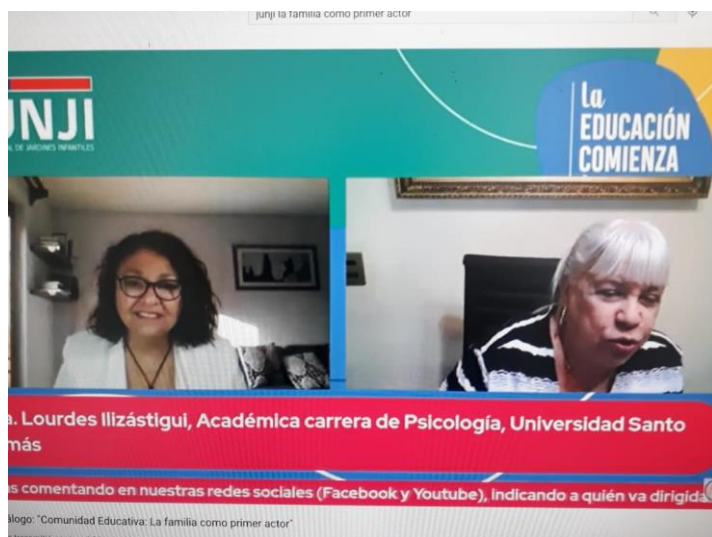 junji la familia como primer actor
UNJI
AL DE JARDINES INFANTILES
La
EDUCACIÓN
COMIENZA
a. Lourdes Ilizástigui, Académica carrera de Psicología, Universidad Santo
más
as comentando en nuestras redes sociales (Facebook y Youtube), indicando a quién va dirigida
álogo: "Comunidad Educativa: La familia como primer actor"